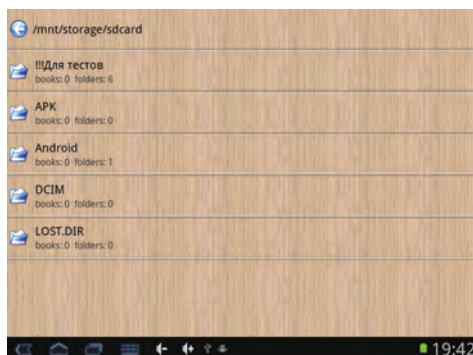 /mnt/storage/sdcard
!!!Для тестов
books: 0 folders: 6
APK
books: 0 folders: 0
Android
books: 0 folders: 1
DCIM
books: 0 folders: 0
LOST.DIR
books: 0 folders: 0
19:42